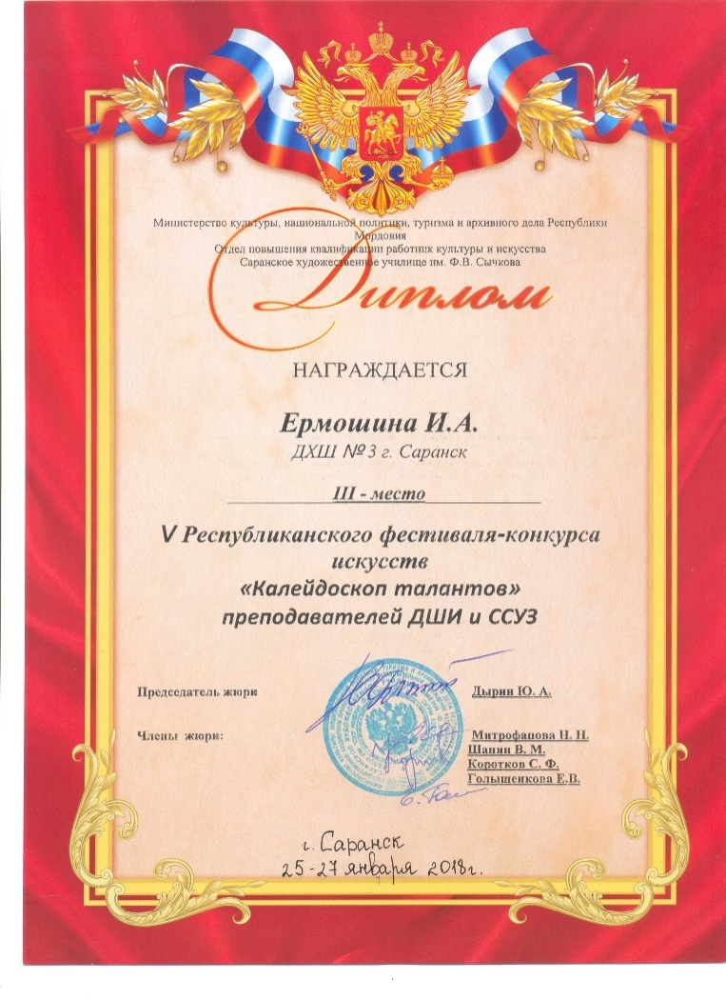 Министерство культуры, национальной политики, туризма и архивного дела Республики
Мордовия
Отдел повышения квалификации работник культуры и искусства
Саранское художественное училище им. Ф.В. Сычкова
Диплом
НАГРАЖДАЕТСЯ
Ермошина И.А.
ДХШ №3 г. Саранск
III - место
V Республиканского фестиваля-конкурса
искусств
«Калейдоскоп талантов»
преподавателей ДШИ и ССУЗ
Председатель жюри
Дырин Ю. А.
Члены жюри:
Митрофанова Н. Н.
Шанин В. М.
Коротков С. Ф.
Голышенкова Е.В.
г. Саранск
25-27 января 2018г.